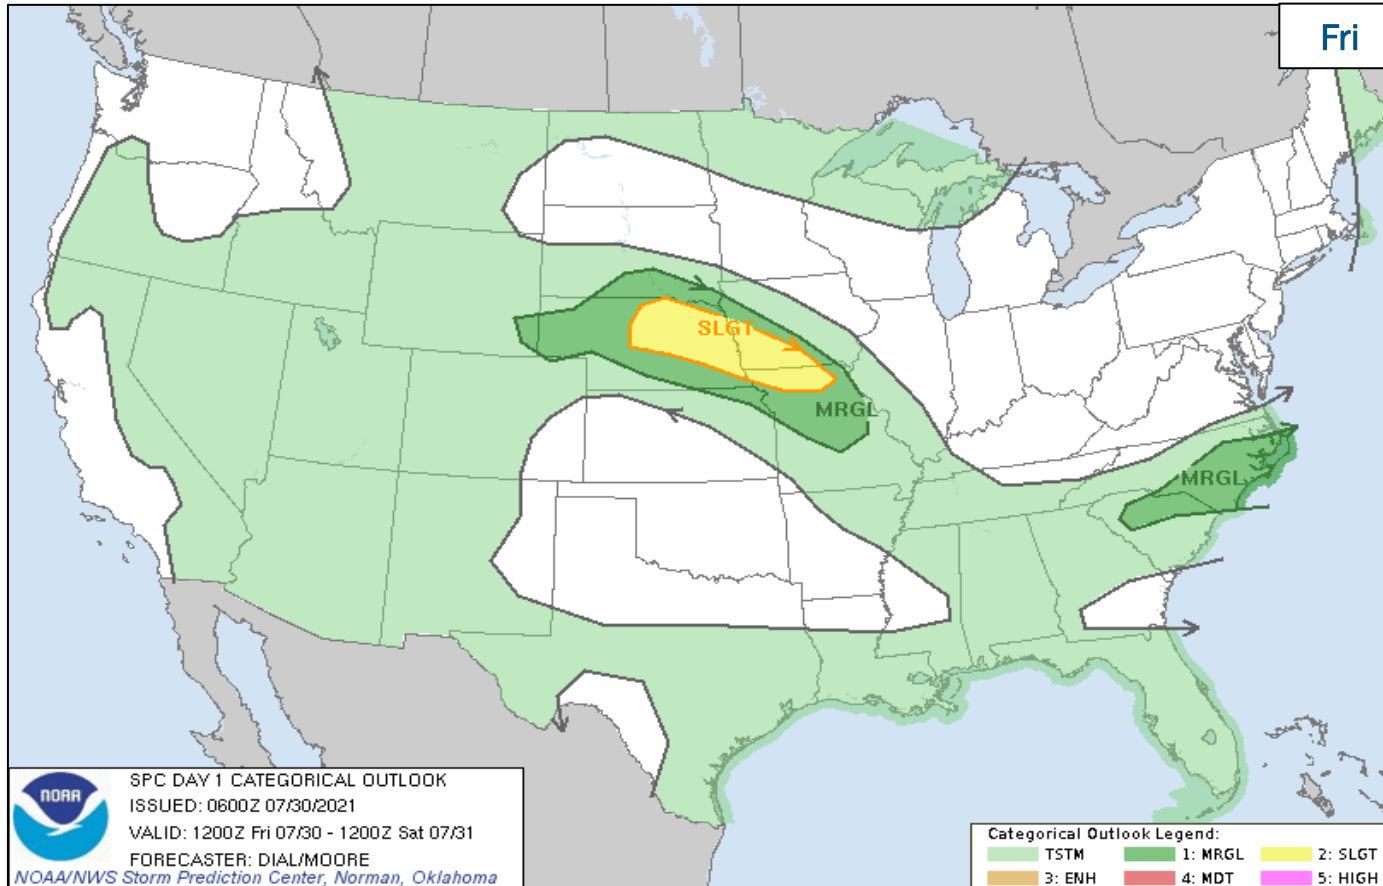 Fri
SLGT
MRGL
MRGL
NOAA
SPC DAY 1 CATEGORICAL OUTLOOK
ISSUED: 0600Z 07/30/2021
VALID: 1200Z Fri 07/30 - 1200Z Sat 07/31
FORECASTER: DIAL/MOORE
NOAA/NWS Storm Prediction Center, Norman, Oklahoma
Categorical Outlook Legend:
TSTM 1: MRGL 2: SLGT
3: ENH 4: MDT 5: HIGH